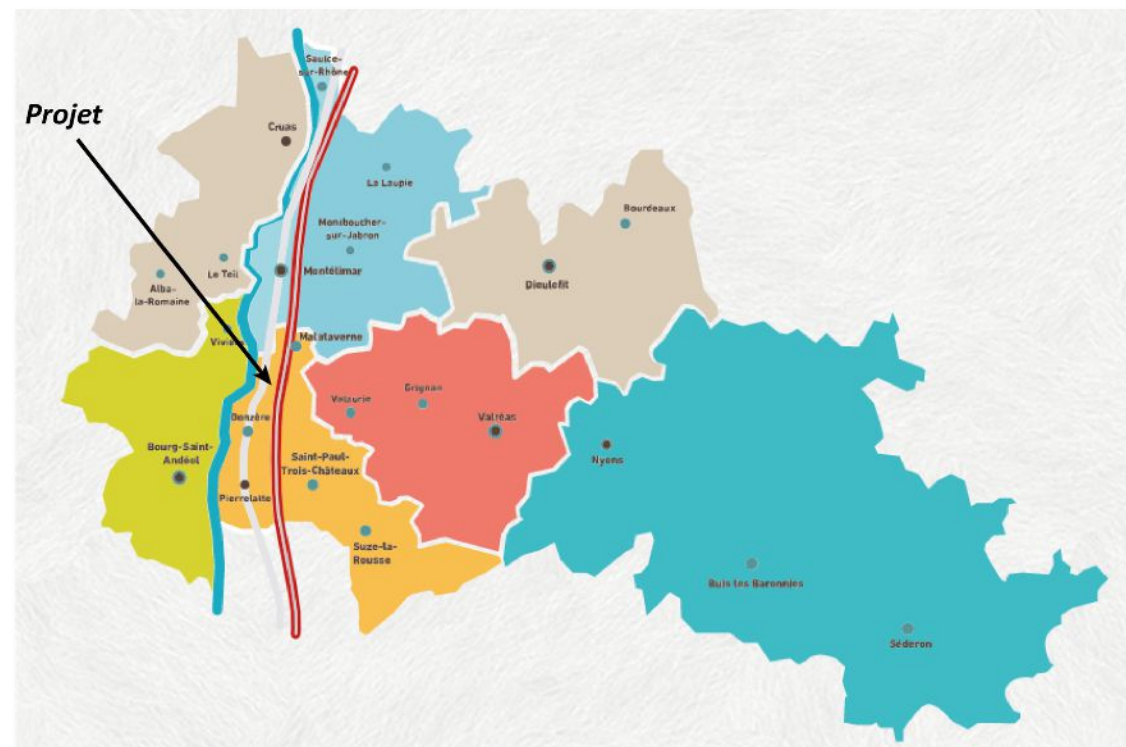 Saulce-
sur-Rhône
Projet
Cruas
La Laupie
Bourdeaux
Montboucher-
sur-Jabron
Le Teil
Montélimar
Alba-
la-Romaine
Dieulefit
Viviers
Malataverne
Valaurie
Grignan
Donzère
Valréas
Bourg-Saint-
Andéol
Saint-Paul-
Trois-Châteaux
Nyons
Pierrelatte
Suze-la-
Rousse
Buis les Baronnies
Séderon